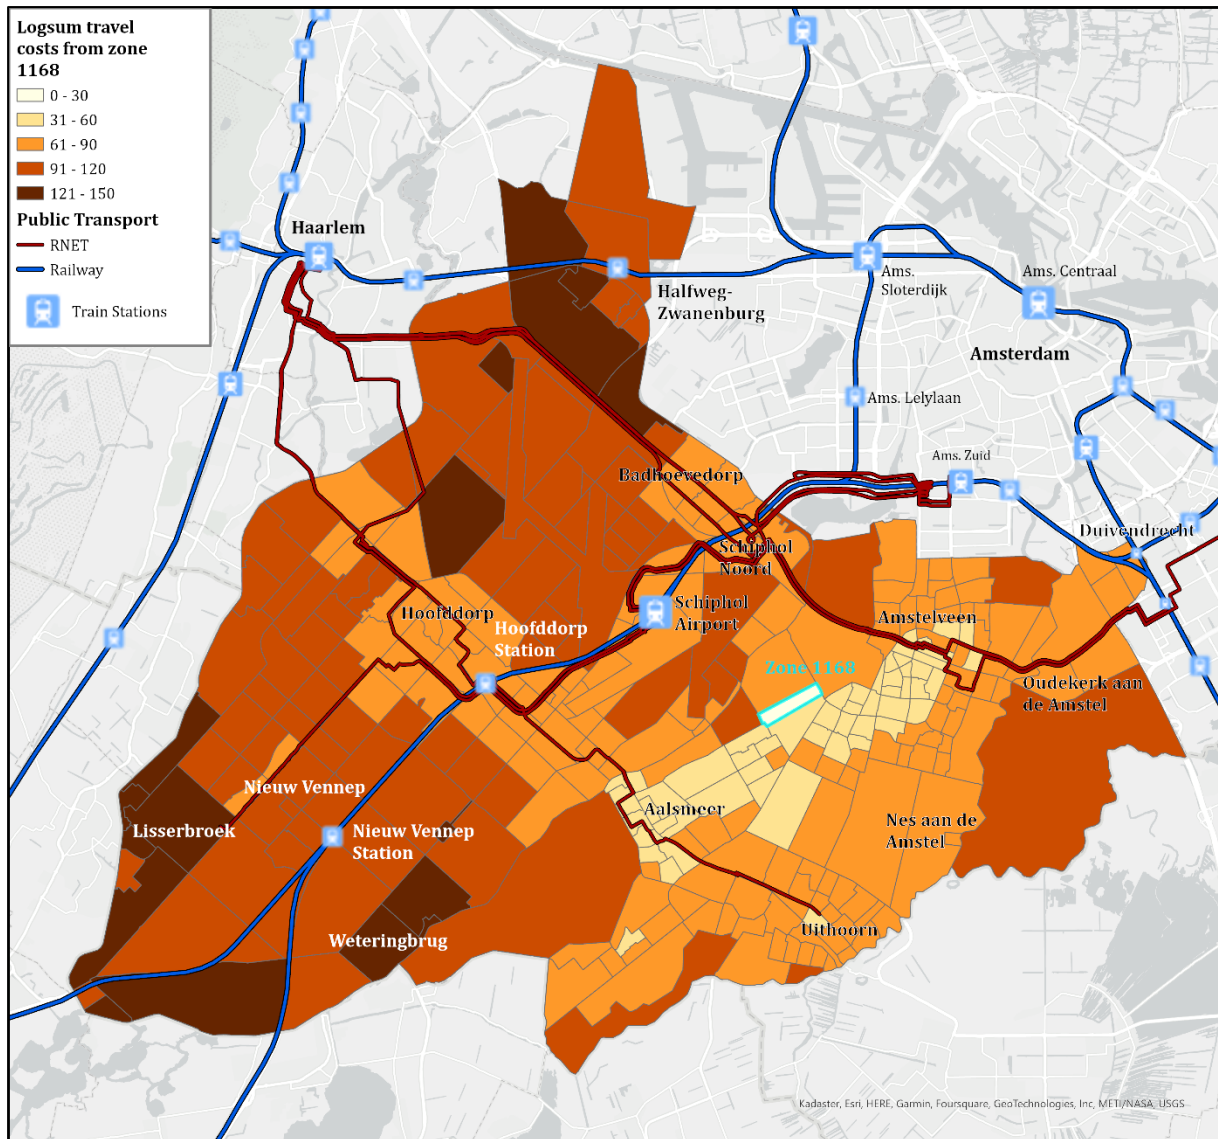 Logsum travel
costs from zone
1168
0 - 30
31 - 60
61 - 90
91 - 120
121 - 150
Public Transport
RNET
Railway
Train Stations
Haarlem
Halfweg-
Zwanenburg
Ams.
Sloterdijk
Ams. Centraal
Amsterdam
Ams. Lelylaan
Ams. Zuid
Badhoevedorp
Duivendrecht
Schiphol
Noord
Schiphol
Airport
Amstelveen
Hoofddorp
Hoofddorp
Station
Zone 1168
Oudekerk aan
de Amstel
Nieuw Vennep
Aalsmeer
Lisserbroek
Nieuw Vennep
Station
Nes aan de
Amstel
Weteringbrug
Uithoorn
Kadaster, Esri, HERE, Garmin, Foursquare, GeoTechnologies, Inc, METI/NASA, USGS